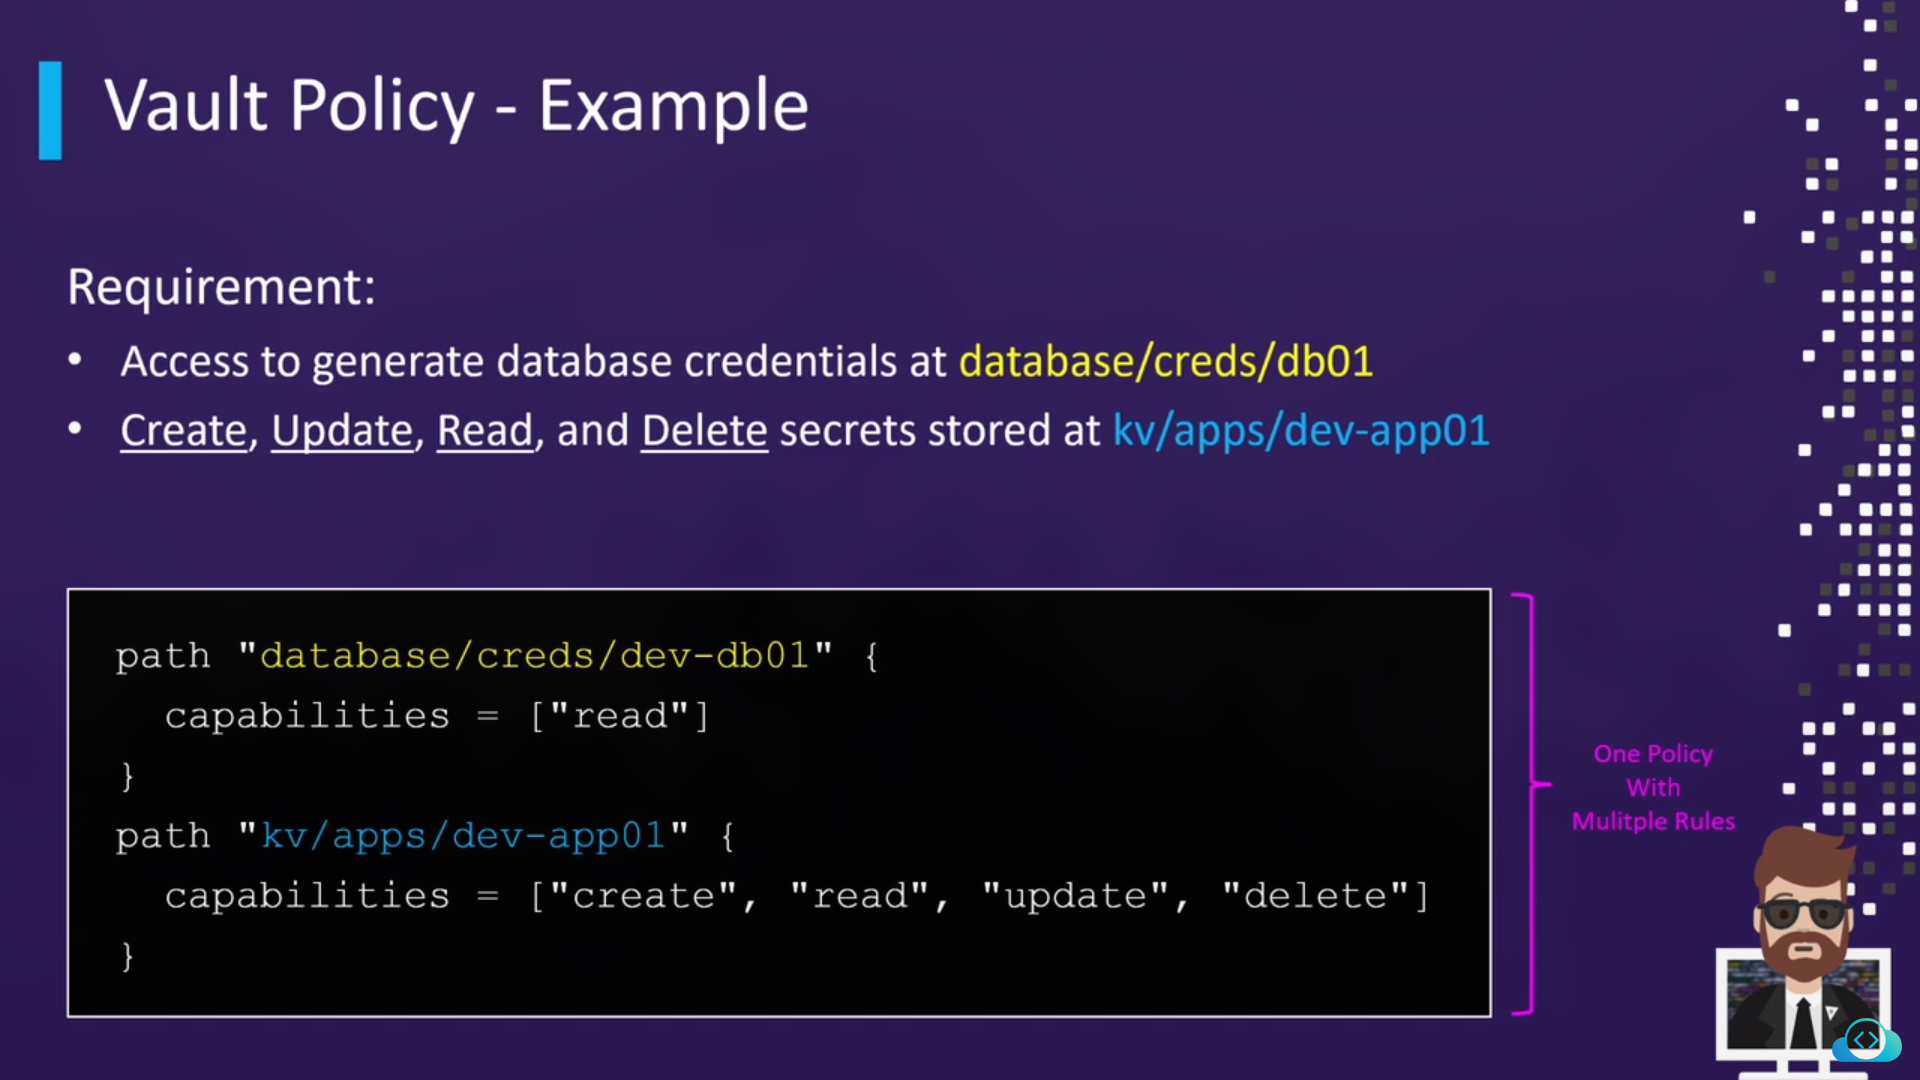 Vault Policy - Example
Requirement:
• Access to generate database credentials at database/creds/db01
• Create, Update, Read, and Delete secrets stored at kv/apps/dev-app01
path "database/creds/dev-db01" {
  capabilities = ["read"]
}
path "kv/apps/dev-app01" {
  capabilities = ["create", "read", "update", "delete"]
}
One Policy
With
Mulitple Rules